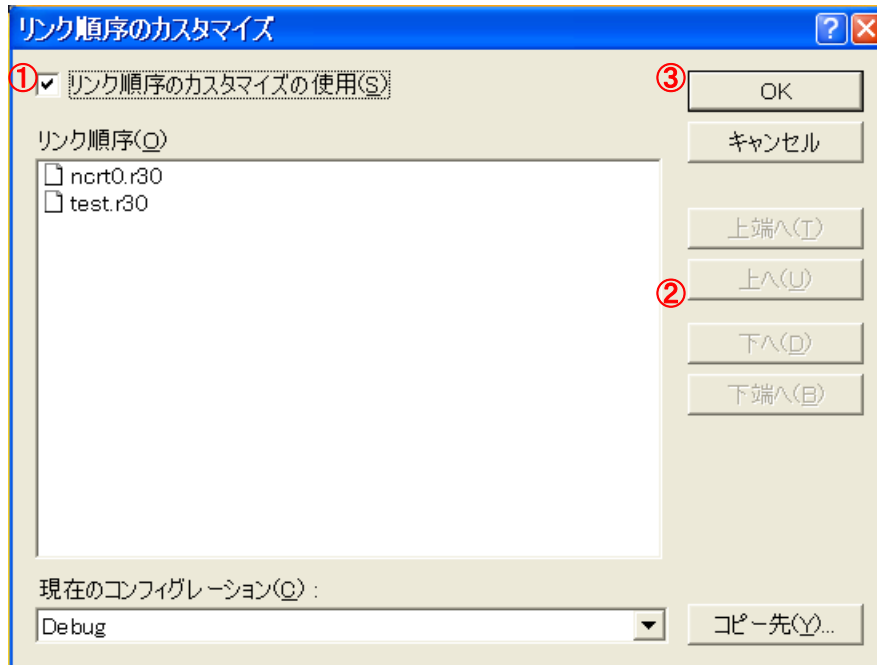 リンク順序のカスタマイズ
① リンク順序のカスタマイズの使用(S)
③ OK
キャンセル
リンク順序(O)
ncrt0.r30
test.r30
上端へ(T)
上へ(U)
②
下へ(D)
下端へ(B)
現在のコンフィグレーション(C) :
Debug
コピー先(Y)...